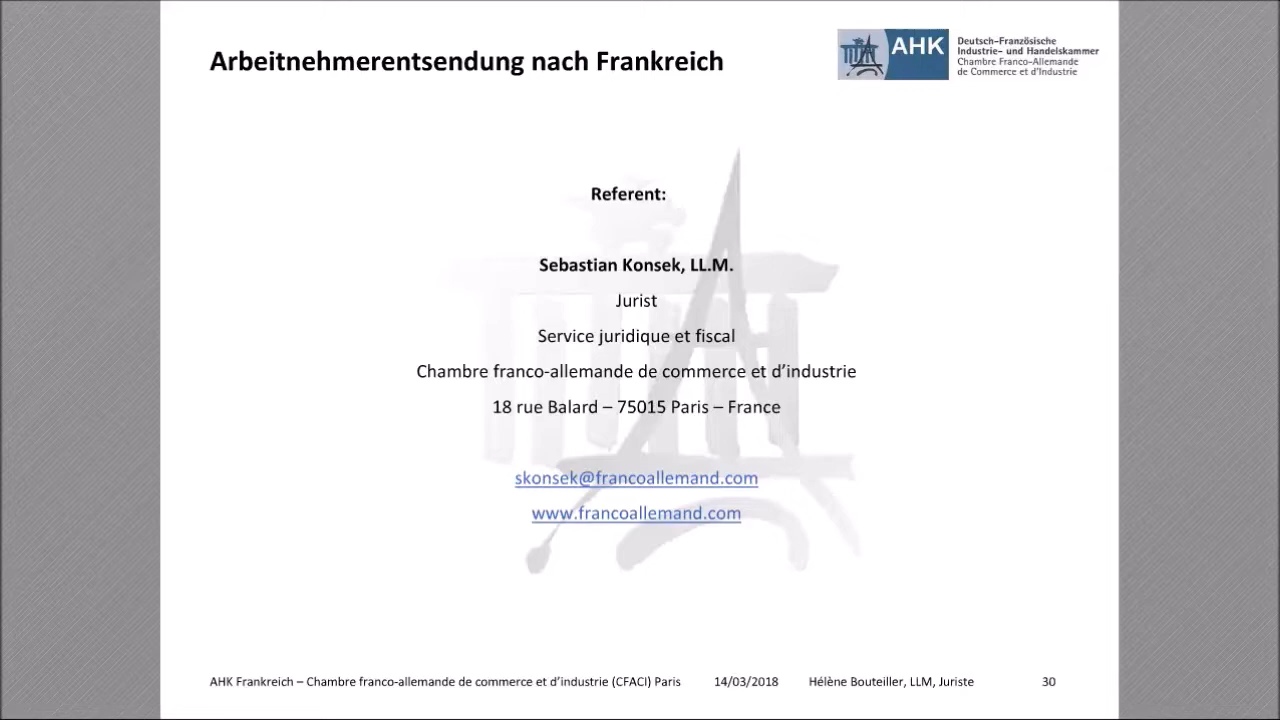 Arbeitnehmerentsendung nach Frankreich
AHK
Deutsch-Französische
Industrie- und Handelskammer
Chambre Franco-Allemande
de Commerce et d'Industrie
Referent:
Sebastian Konsek, LL.M.
Jurist
Service juridique et fiscal
Chambre franco-allemande de commerce et d’industrie
18 rue Balard – 75015 Paris – France
skonsek@francoallemand.com
www.francoallemand.com
AHK Frankreich – Chambre franco-allemande de commerce et d’industrie (CFACI) Paris 14/03/2018 Hélène Bouteiller, LLM, Juriste 30